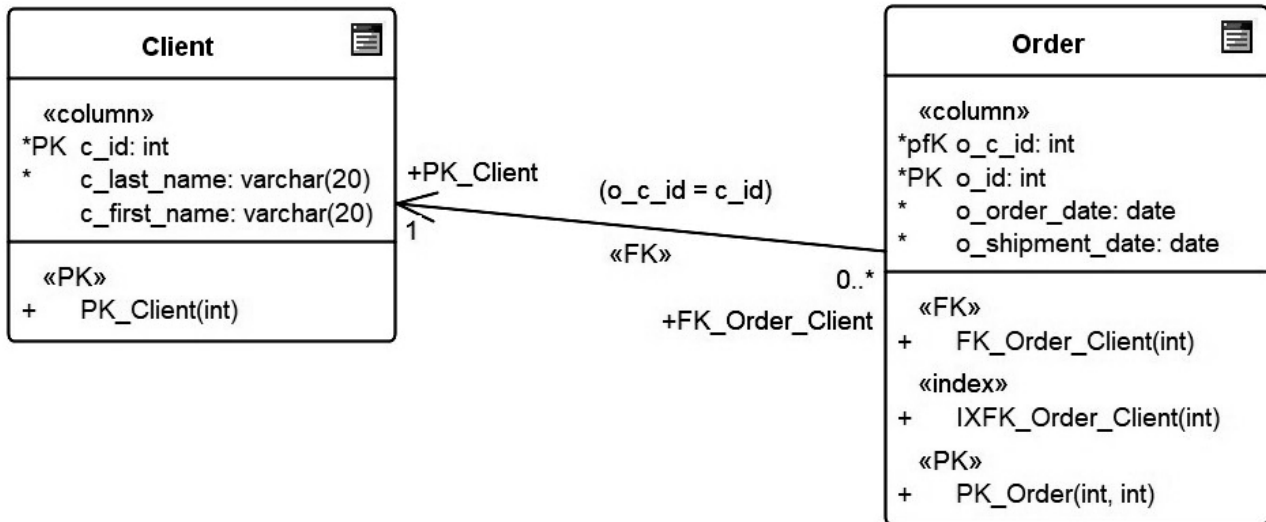 Client
«column»
*PK c_id: int
* c_last_name: varchar(20)
c_first_name: varchar(20)
«PK»
+ PK_Client(int)
+PK_Client
1
(o_c_id = c_id)
«FK»
0..*
+FK_Order_Client
Order
«column»
*pfK o_c_id: int
*PK o_id: int
* o_order_date: date
* o_shipment_date: date
«FK»
+ FK_Order_Client(int)
«index»
+ IXFK_Order_Client(int)
«PK»
+ PK_Order(int, int)